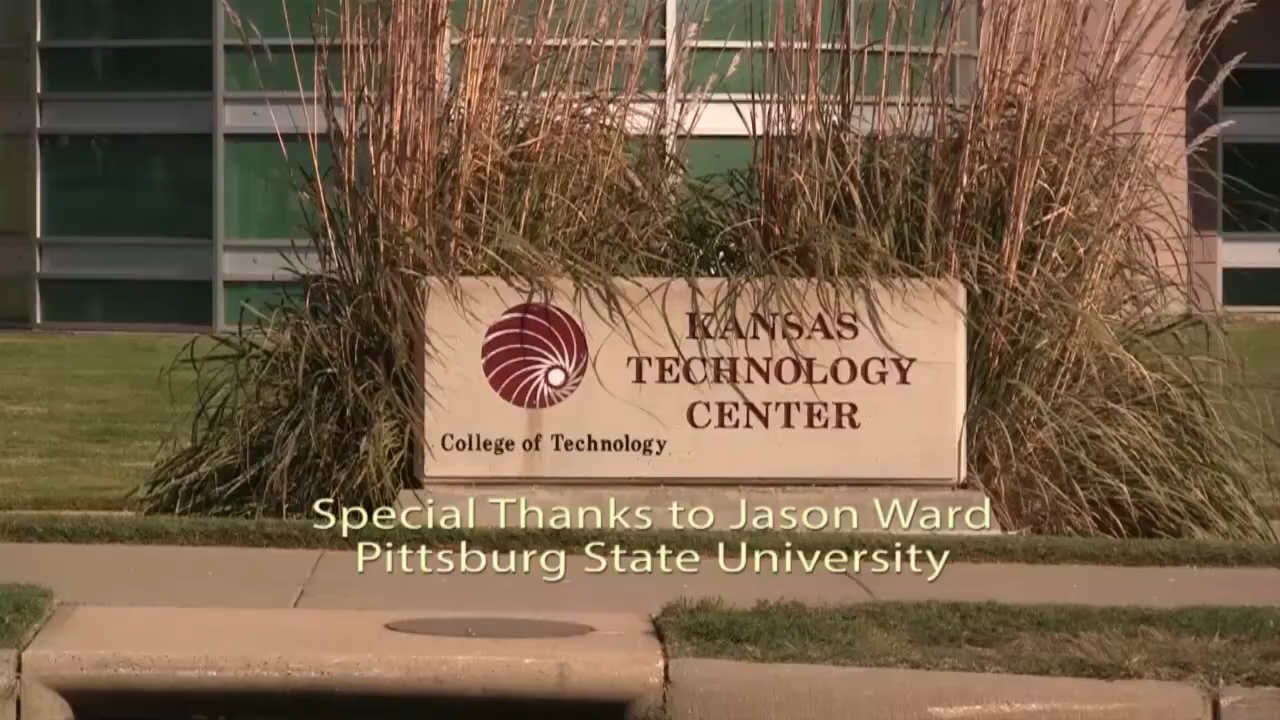 KANSAS
TECHNOLOGY
CENTER
College of Technology
Special Thanks to Jason Ward
Pittsburg State University